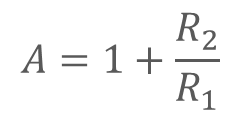 A = 1 + R₂/R₁